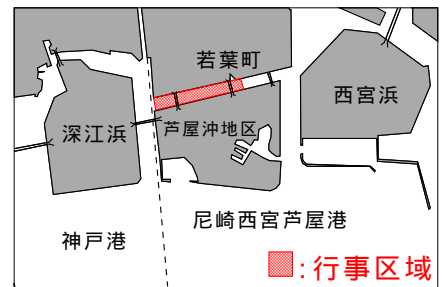 若葉町
西宮浜
深江浜
芦屋沖地区
尼崎西宮芦屋港
神戸港
:行事区域